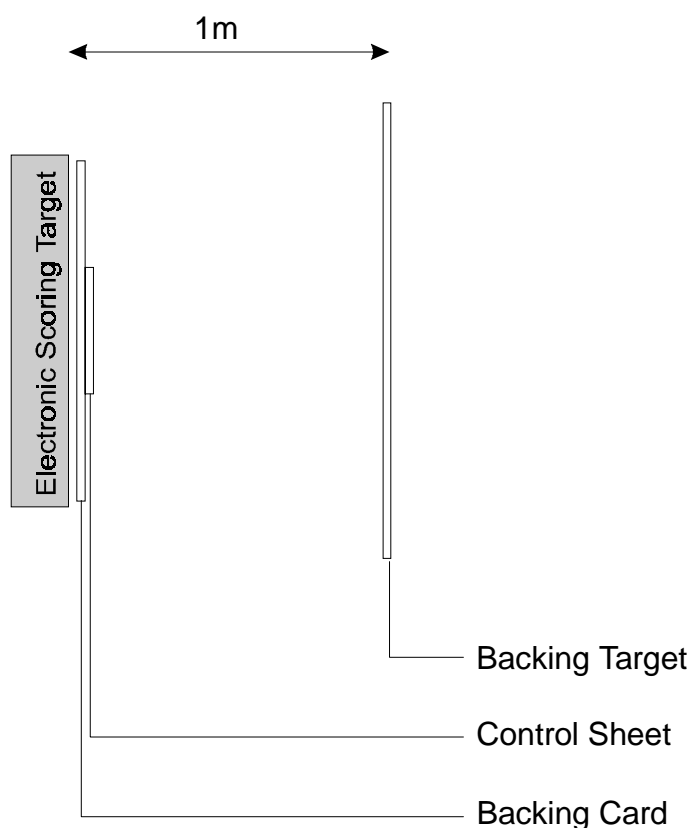 1m
Electronic Scoring Target
Backing Target
Control Sheet
Backing Card